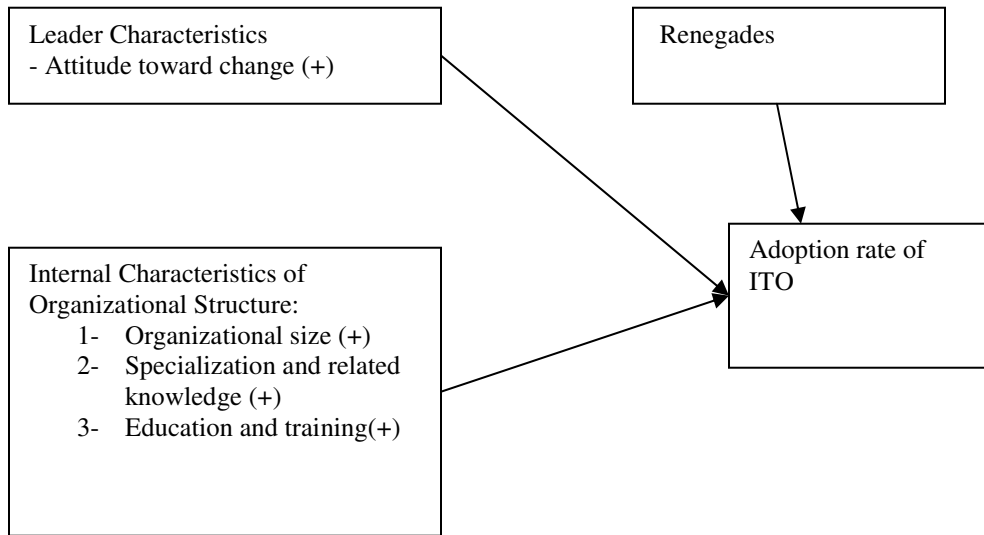 Leader Characteristics
- Attitude toward change (+)
Renegades
Internal Characteristics of
Organizational Structure:
1- Organizational size (+)
2- Specialization and related
knowledge (+)
3- Education and training(+)
Adoption rate of
ITO